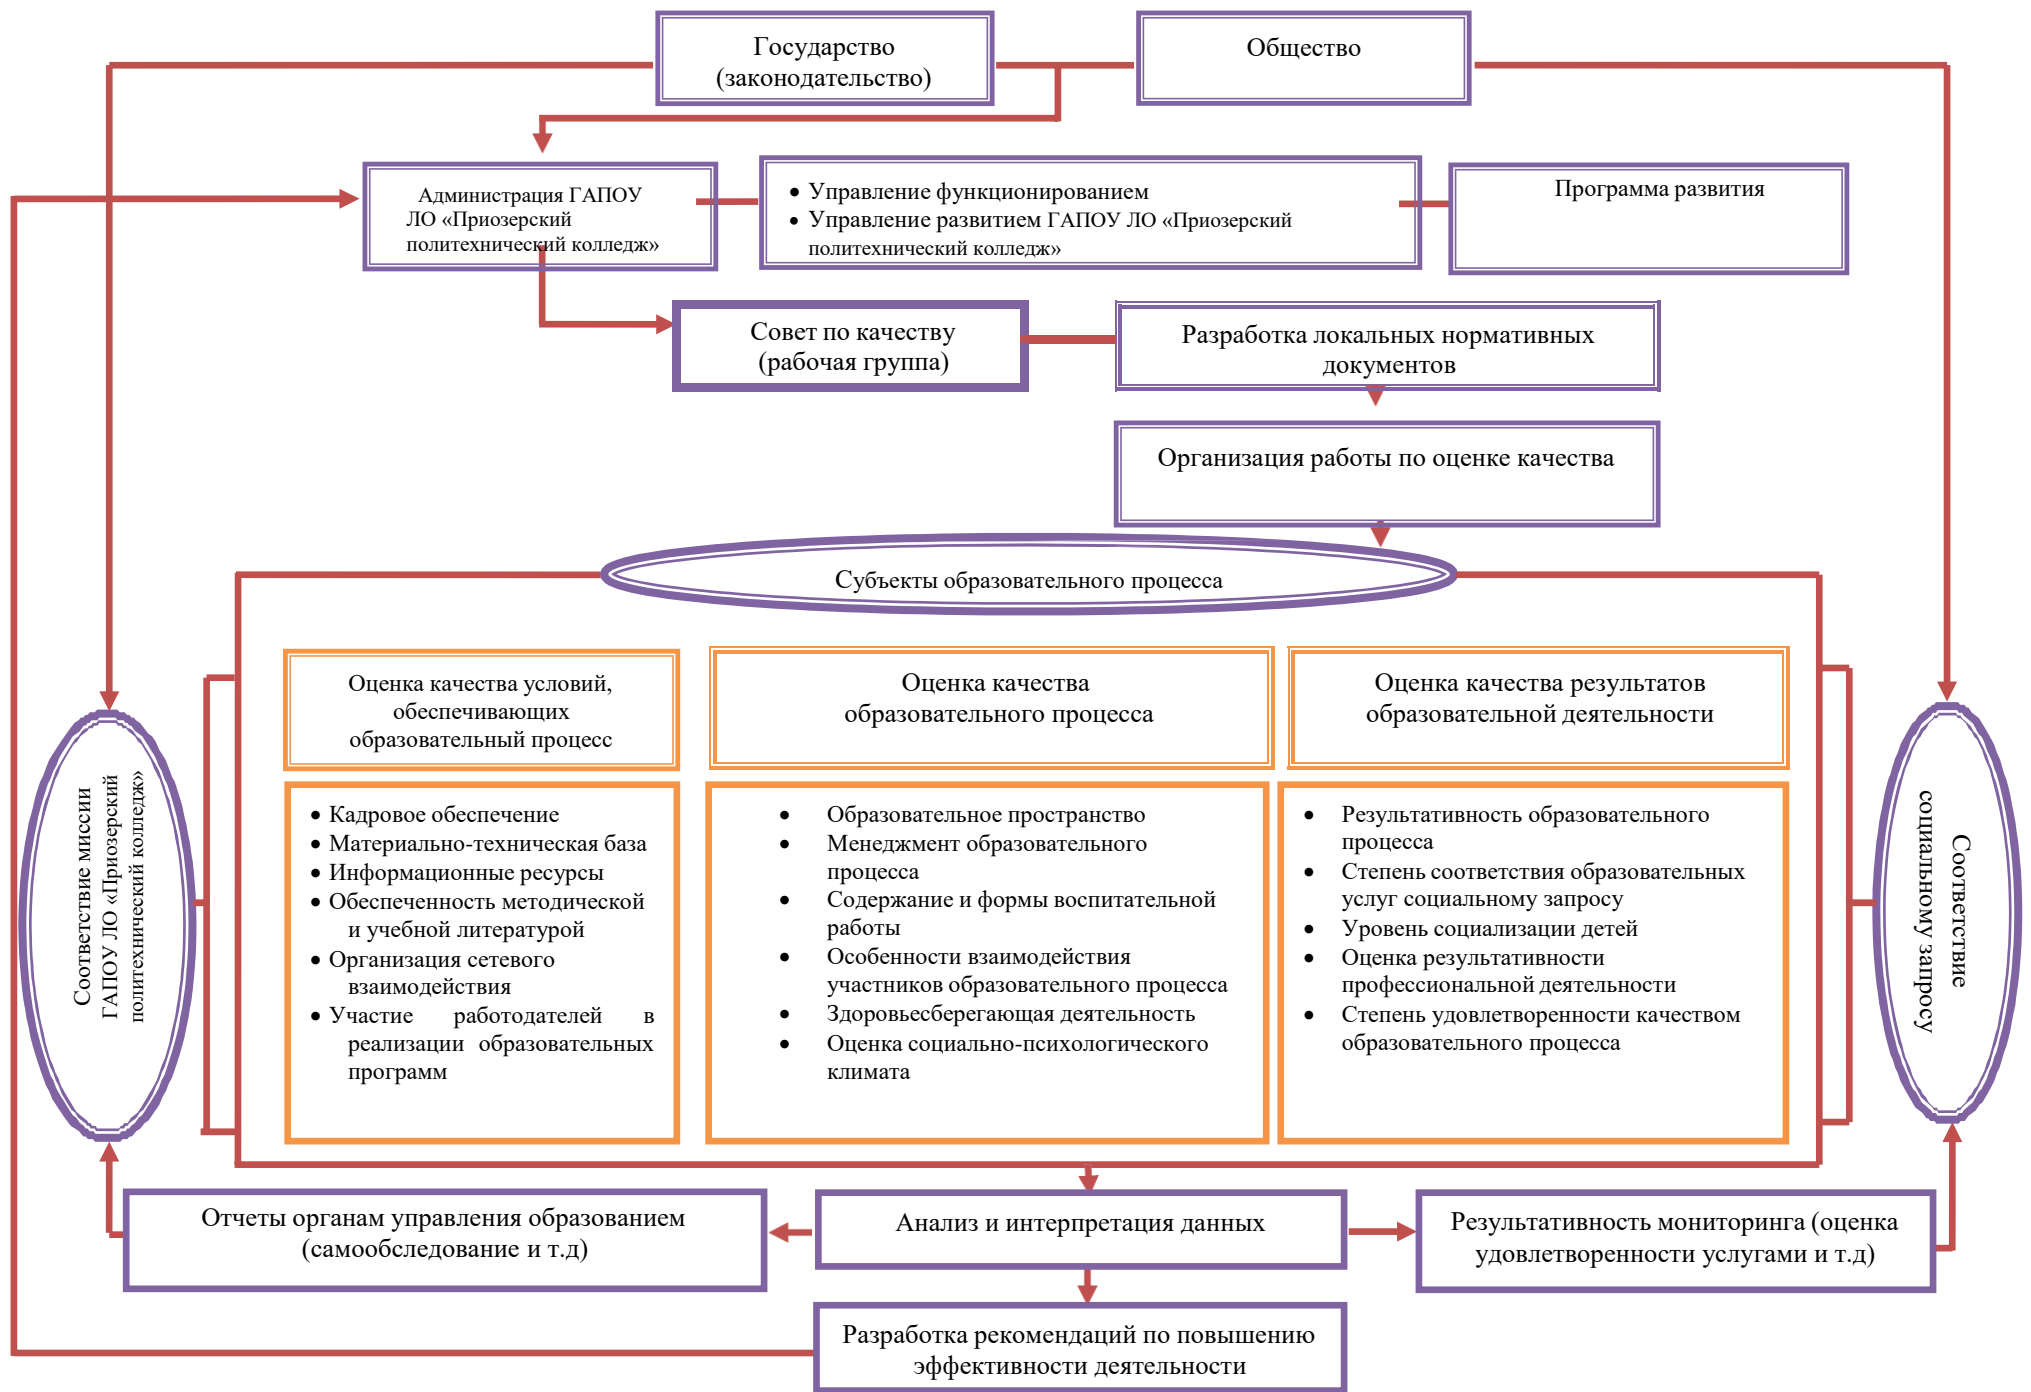 Государство
(законодательство)
Общество
Администрация ГАПОУ
ЛО «Приозерский
политехнический колледж»
• Управление функционированием
• Управление развитием ГАПОУ ЛО «Приозерский
политехнический колледж»
Программа развития
Совет по качеству
(рабочая группа)
Разработка локальных нормативных
документов
Организация работы по оценке качества
Субъекты образовательного процесса
Оценка качества условий,
обеспечивающих
образовательный процесс
Оценка качества
образовательного процесса
Оценка качества результатов
образовательной деятельности
Соответствие миссии
ГАПОУ ЛО «Приозерский
политехнический колледж»
• Кадровое обеспечение
• Материально-техническая база
• Информационные ресурсы
• Обеспеченность методической
и учебной литературой
• Организация сетевого
взаимодействия
• Участие работодателей в
реализации образовательных
программ
• Образовательное пространство
• Менеджмент образовательного
процесса
• Содержание и формы воспитательной
работы
• Особенности взаимодействия
участников образовательного процесса
• Здоровьесберегающая деятельность
• Оценка социально-психологического
климата
• Результативность образовательного
процесса
• Степень соответствия образовательных
услуг социальному запросу
• Уровень социализации детей
• Оценка результативности
профессиональной деятельности
• Степень удовлетворенности качеством
образовательного процесса
Соответствие
социальному запросу
Отчеты органам управления образованием
(самообследование и т.д)
Анализ и интерпретация данных
Результативность мониторинга (оценка
удовлетворенности услугами и т.д)
Разработка рекомендаций по повышению
эффективности деятельности